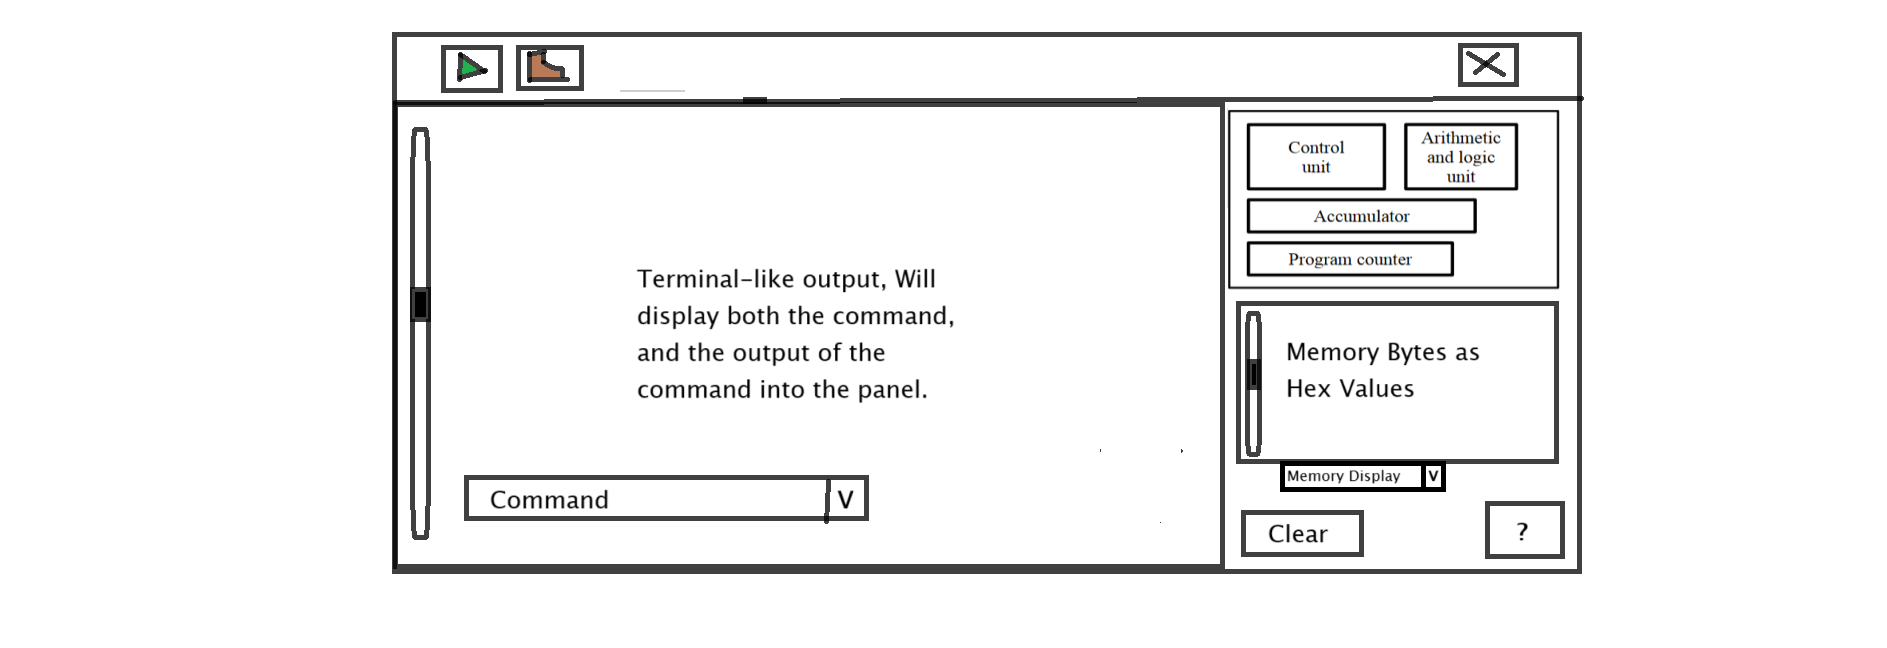 Control
unit
Arithmetic
and logic
unit
Accumulator
Program counter
Terminal-like output, Will
display both the command,
and the output of the
command into the panel.
Memory Bytes as
Hex Values
Memory Display V
Command V
Clear
?